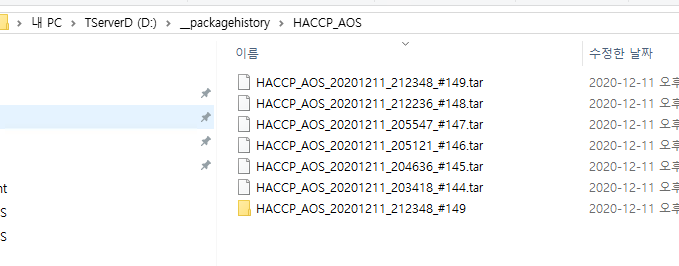 내 PC > TServerD (D:) > __packagehistory > HACCP_AOS
이름 수정한 날짜
HACCP_AOS_20201211_212348_#149.tar 2020-12-11 오후
HACCP_AOS_20201211_212236_#148.tar 2020-12-11 오후
HACCP_AOS_20201211_205547_#147.tar 2020-12-11 오후
HACCP_AOS_20201211_205121_#146.tar 2020-12-11 오후
HACCP_AOS_20201211_204636_#145.tar 2020-12-11 오후
nt HACCP_AOS_20201211_203418_#144.tar 2020-12-11 오후
S HACCP_AOS_20201211_212348_#149 2020-12-11 오후
S